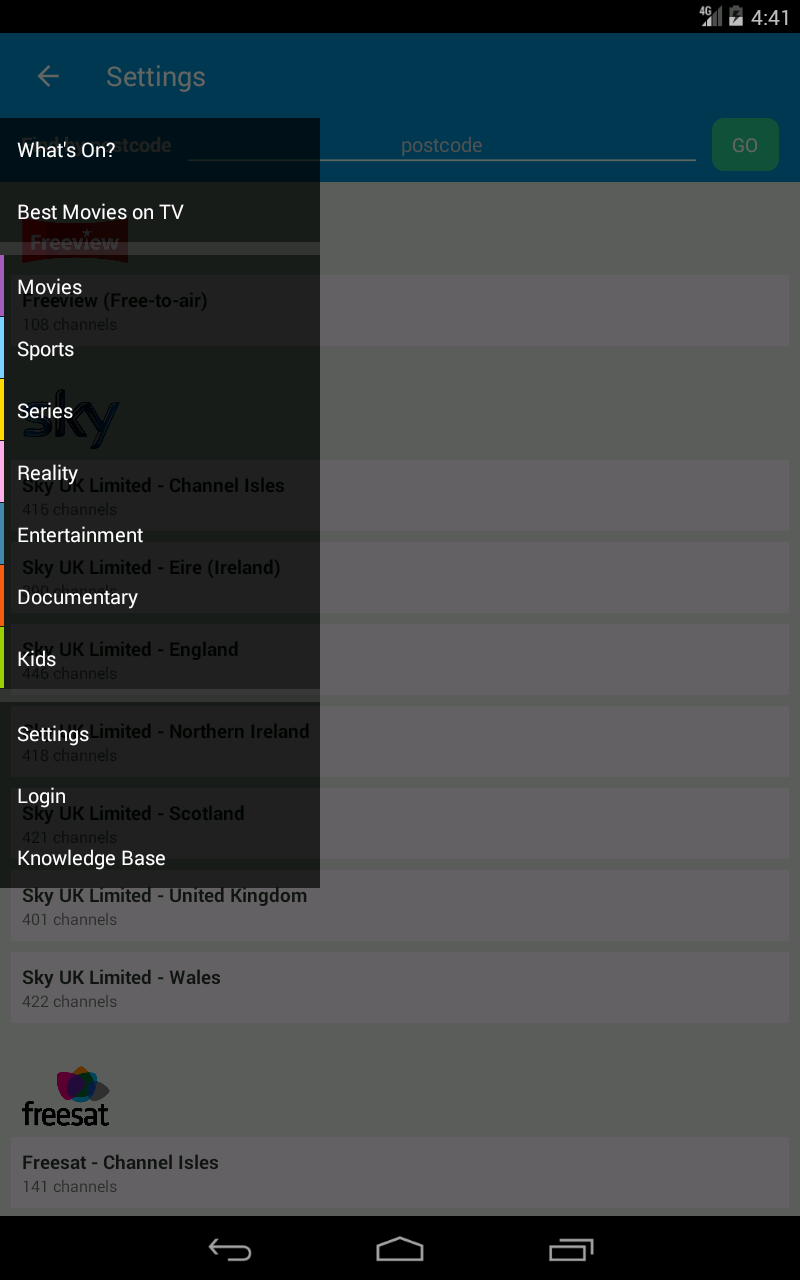 4G 4:41
Settings
Find by postcode
postcode
GO
What's On?
Best Movies on TV
Freeview
Movies
Freeview (Free-to-air)
108 channels
Sports
sky
Series
Reality
Sky UK Limited - Channel Isles
416 channels
Entertainment
Sky UK Limited - Eire (Ireland)
channels
Documentary
Sky UK Limited - England
Kids
446 channels
Settings
Sky UK Limited - Northern Ireland
418 channels
Login
Sky UK Limited - Scotland
421 channels
Knowledge Base
Sky UK Limited - United Kingdom
401 channels
Sky UK Limited - Wales
422 channels
freesat
Freesat - Channel Isles
141 channels